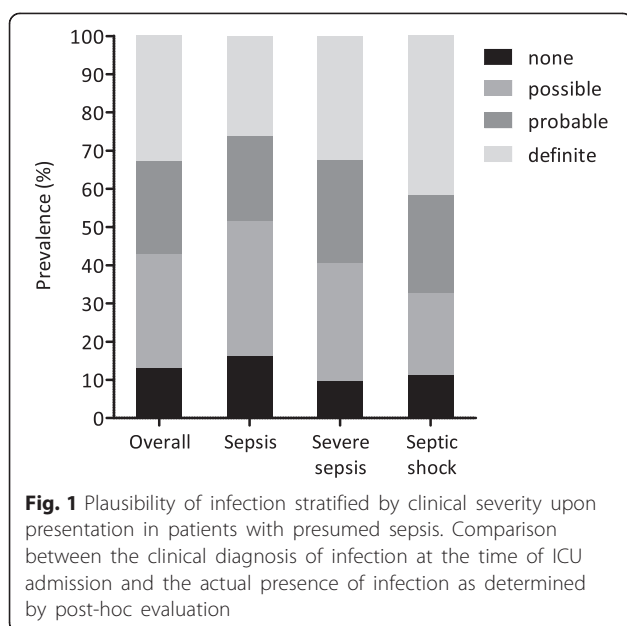 100
90
80
70
60
50
40
30
20
10
0
Prevalence (%)
none
possible
probable
definite
Overall Sepsis Severe sepsis Septic shock
Fig. 1 Plausibility of infection stratified by clinical severity upon
presentation in patients with presumed sepsis. Comparison
between the clinical diagnosis of infection at the time of ICU
admission and the actual presence of infection as determined
by post-hoc evaluation